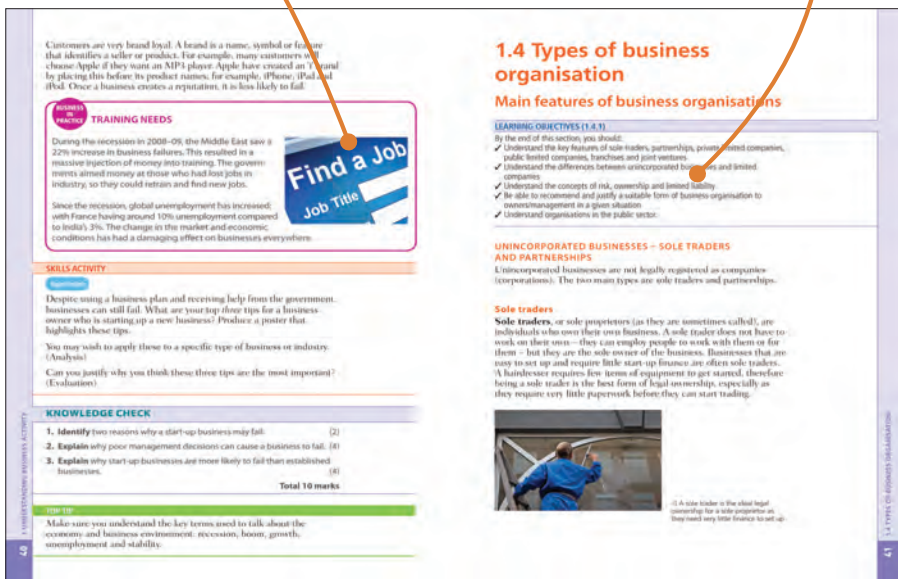 Customers are very brand loyal. A brand is a name, symbol or feature
that identifies a seller or product. For example, many customers will
choose Apple if they want an MP3 player. Apple have created an 'i' brand
by placing this before its product names; for example, iPhone, iPad and
iPod. Once a business creates a reputation, it is less likely to fail.
BUSINESS
IN
PRACTICE
TRAINING NEEDS
During the recession in 2008–09, the Middle East saw a
22% increase in business failures. This resulted in a
massive injection of money into training. The govern-
ments aimed money at those who had lost jobs in
industry, so they could retrain and find new jobs.
Since the recession, global unemployment has increased;
with France having around 10% unemployment compared
to India's 3%. The change in the market and economic
conditions has had a damaging effect on businesses everywhere.
Find a Job
Job Title
SKILLS ACTIVITY
Despite using a business plan and receiving help from the government,
businesses can still fail. What are your top three tips for a business
owner who is starting up a new business? Produce a poster that
highlights these tips.
You may wish to apply these to a specific type of business or industry.
(Analysis)
Can you justify why you think these three tips are the most important?
(Evaluation)
KNOWLEDGE CHECK
1. Identify two reasons why a start-up business may fail. (2)
2. Explain why poor management decisions can cause a business to fail. (4)
3. Explain why start-up businesses are more likely to fail than established
businesses. (4)
Total 10 marks
TOP TIP
Make sure you understand the key terms used to talk about the
economy and business environment: recession, boom, growth,
unemployment and stability.
1 UNDERSTANDING BUSINESS ACTIVITY
40
1.4 Types of business
organisation
Main features of business organisations
LEARNING OBJECTIVES (1.4.1)
By the end of this section, you should:
✓ Understand the key features of sole traders, partnerships, private limited companies,
public limited companies, franchises and joint ventures
✓ Understand the differences between unincorporated businesses and limited
companies
✓ Understand the concepts of risk, ownership and limited liability
✓ Be able to recommend and justify a suitable form of business organisation to
owners/management in a given situation
✓ Understand organisations in the public sector.
UNINCORPORATED BUSINESSES – SOLE TRADERS
AND PARTNERSHIPS
Unincorporated businesses are not legally registered as companies
(corporations). The two main types are sole traders and partnerships.
Sole traders
Sole traders, or sole proprietors (as they are sometimes called), are
individuals who own their own business. A sole trader does not have to
work on their own – they can employ people to work with them or for
them – but they are the sole owner of the business. Businesses that are
easy to set up and require little start-up finance are often sole traders.
A hairdresser requires few items of equipment to get started, therefore
being a sole trader is the best form of legal ownership, especially as
they require very little paperwork before they can start trading.
A sole trader is the ideal legal
ownership for a sole proprietor as
they need very little finance to set up
1.4 TYPES OF BUSINESS ORGANISATION
41